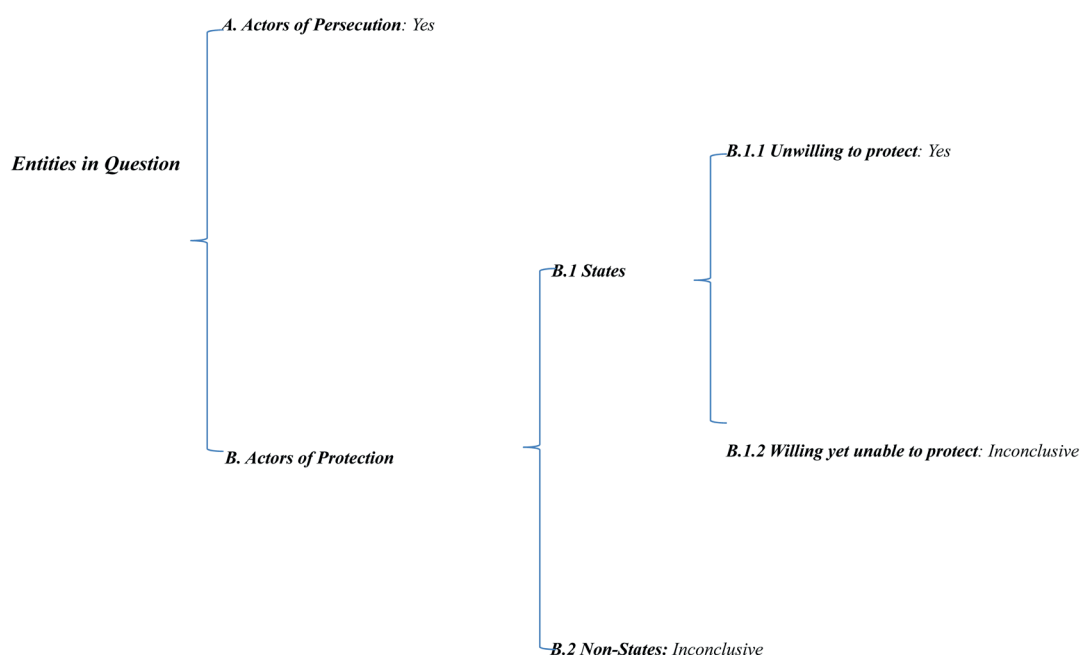 A. Actors of Persecution: Yes
Entities in Question
B.1.1 Unwilling to protect: Yes
B.1 States
B.1.2 Willing yet unable to protect: Inconclusive
B. Actors of Protection
B.2 Non-States: Inconclusive